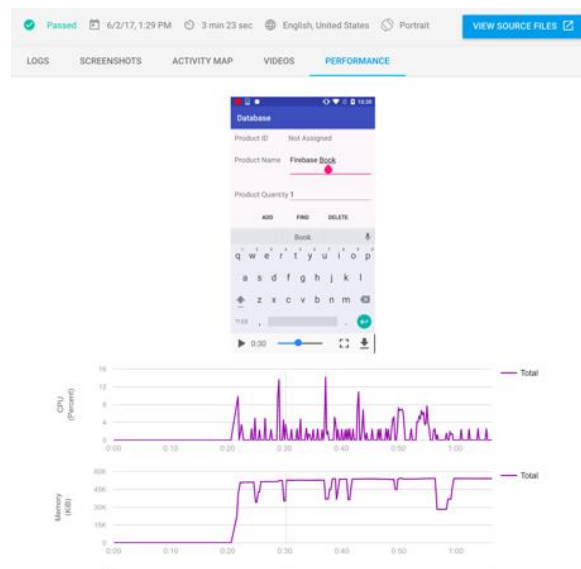 Passed 6/2/17, 1:29 PM 3 min 23 sec English, United States Portrait VIEW SOURCE FILES
LOGS SCREENSHOTS ACTIVITY MAP VIDEOS PERFORMANCE
10:38
Database
Product ID Not Assigned
Product Name Firebase Book
Product Quantity 1
ADD FIND DELETE
Book
q w e r t y u i o p
a s d f g h j k l
z x c v b n m
, .
0:30
16
12
8
4
0
CPU
(Percent)
Total
0:00 0:10 0:20 0:30 0:40 0:50 1:00
60K
45K
30K
15K
0
Memory
(KiB)
Total
0:00 0:10 0:20 0:30 0:40 0:50 1:00